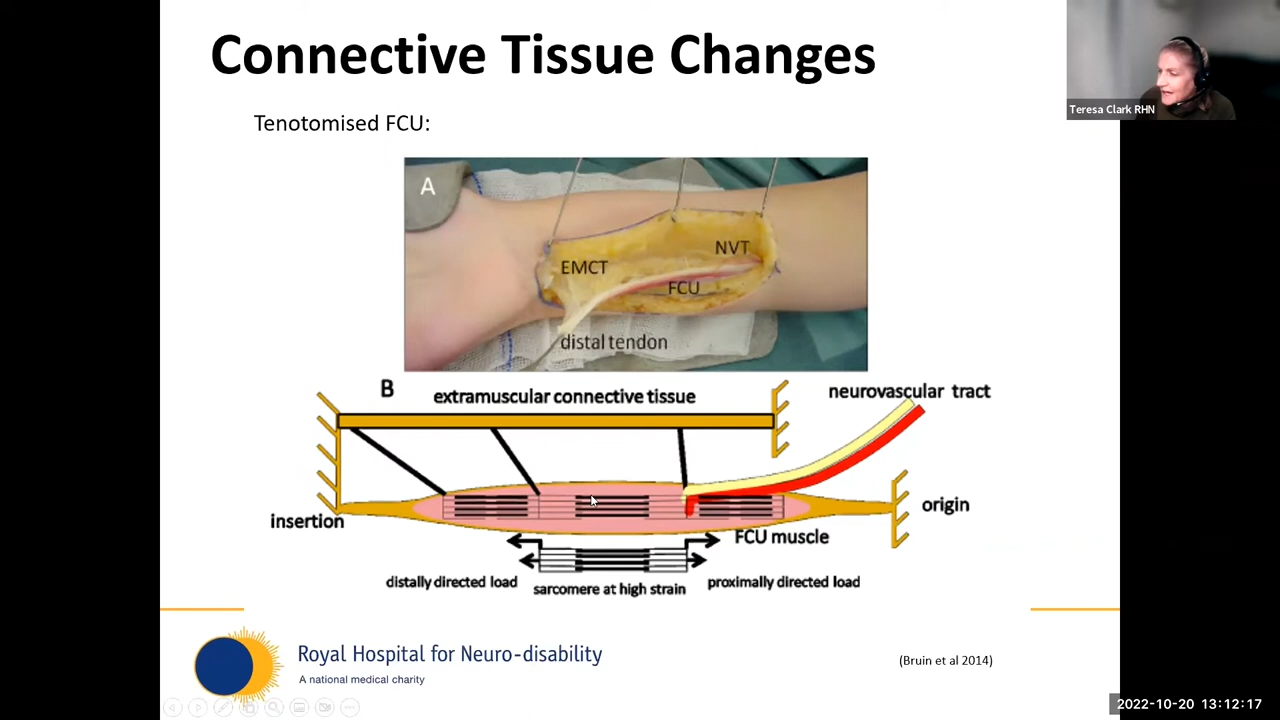 Connective Tissue Changes
Teresa Clark RHN
Tenotomised FCU:
A
NVT
EMCT
FCU
distal tendon
B
extramuscular connective tissue
neurovascular tract
insertion
origin
FCU muscle
distally directed load
sarcomere at high strain
proximally directed load
Royal Hospital for Neuro-disability
A national medical charity
(Bruin et al 2014)
2022-10-20 13:12:17